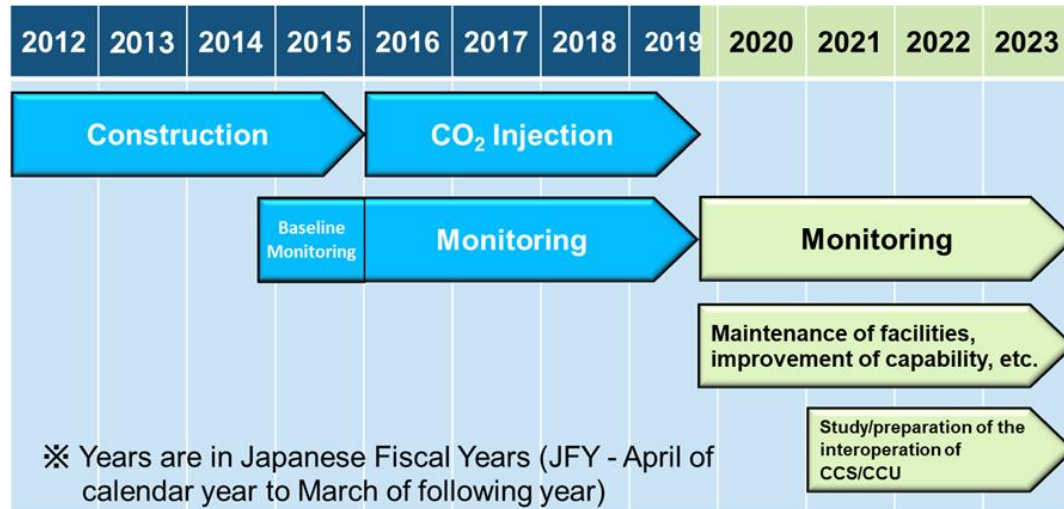 2012 2013 2014 2015 2016 2017 2018 2019 2020 2021 2022 2023
Construction
CO₂ Injection
Baseline
Monitoring
Monitoring
Monitoring
Maintenance of facilities,
improvement of capability, etc.
Study/preparation of the
interoperation of
CCS/CCU
※ Years are in Japanese Fiscal Years (JFY - April of
calendar year to March of following year)